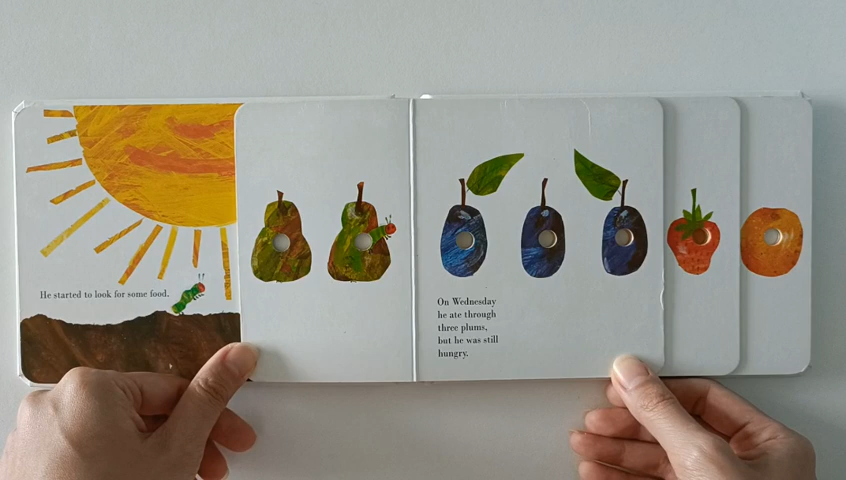 He started to look for some food.
On Wednesday
he ate through
three plums,
but he was still
hungry.